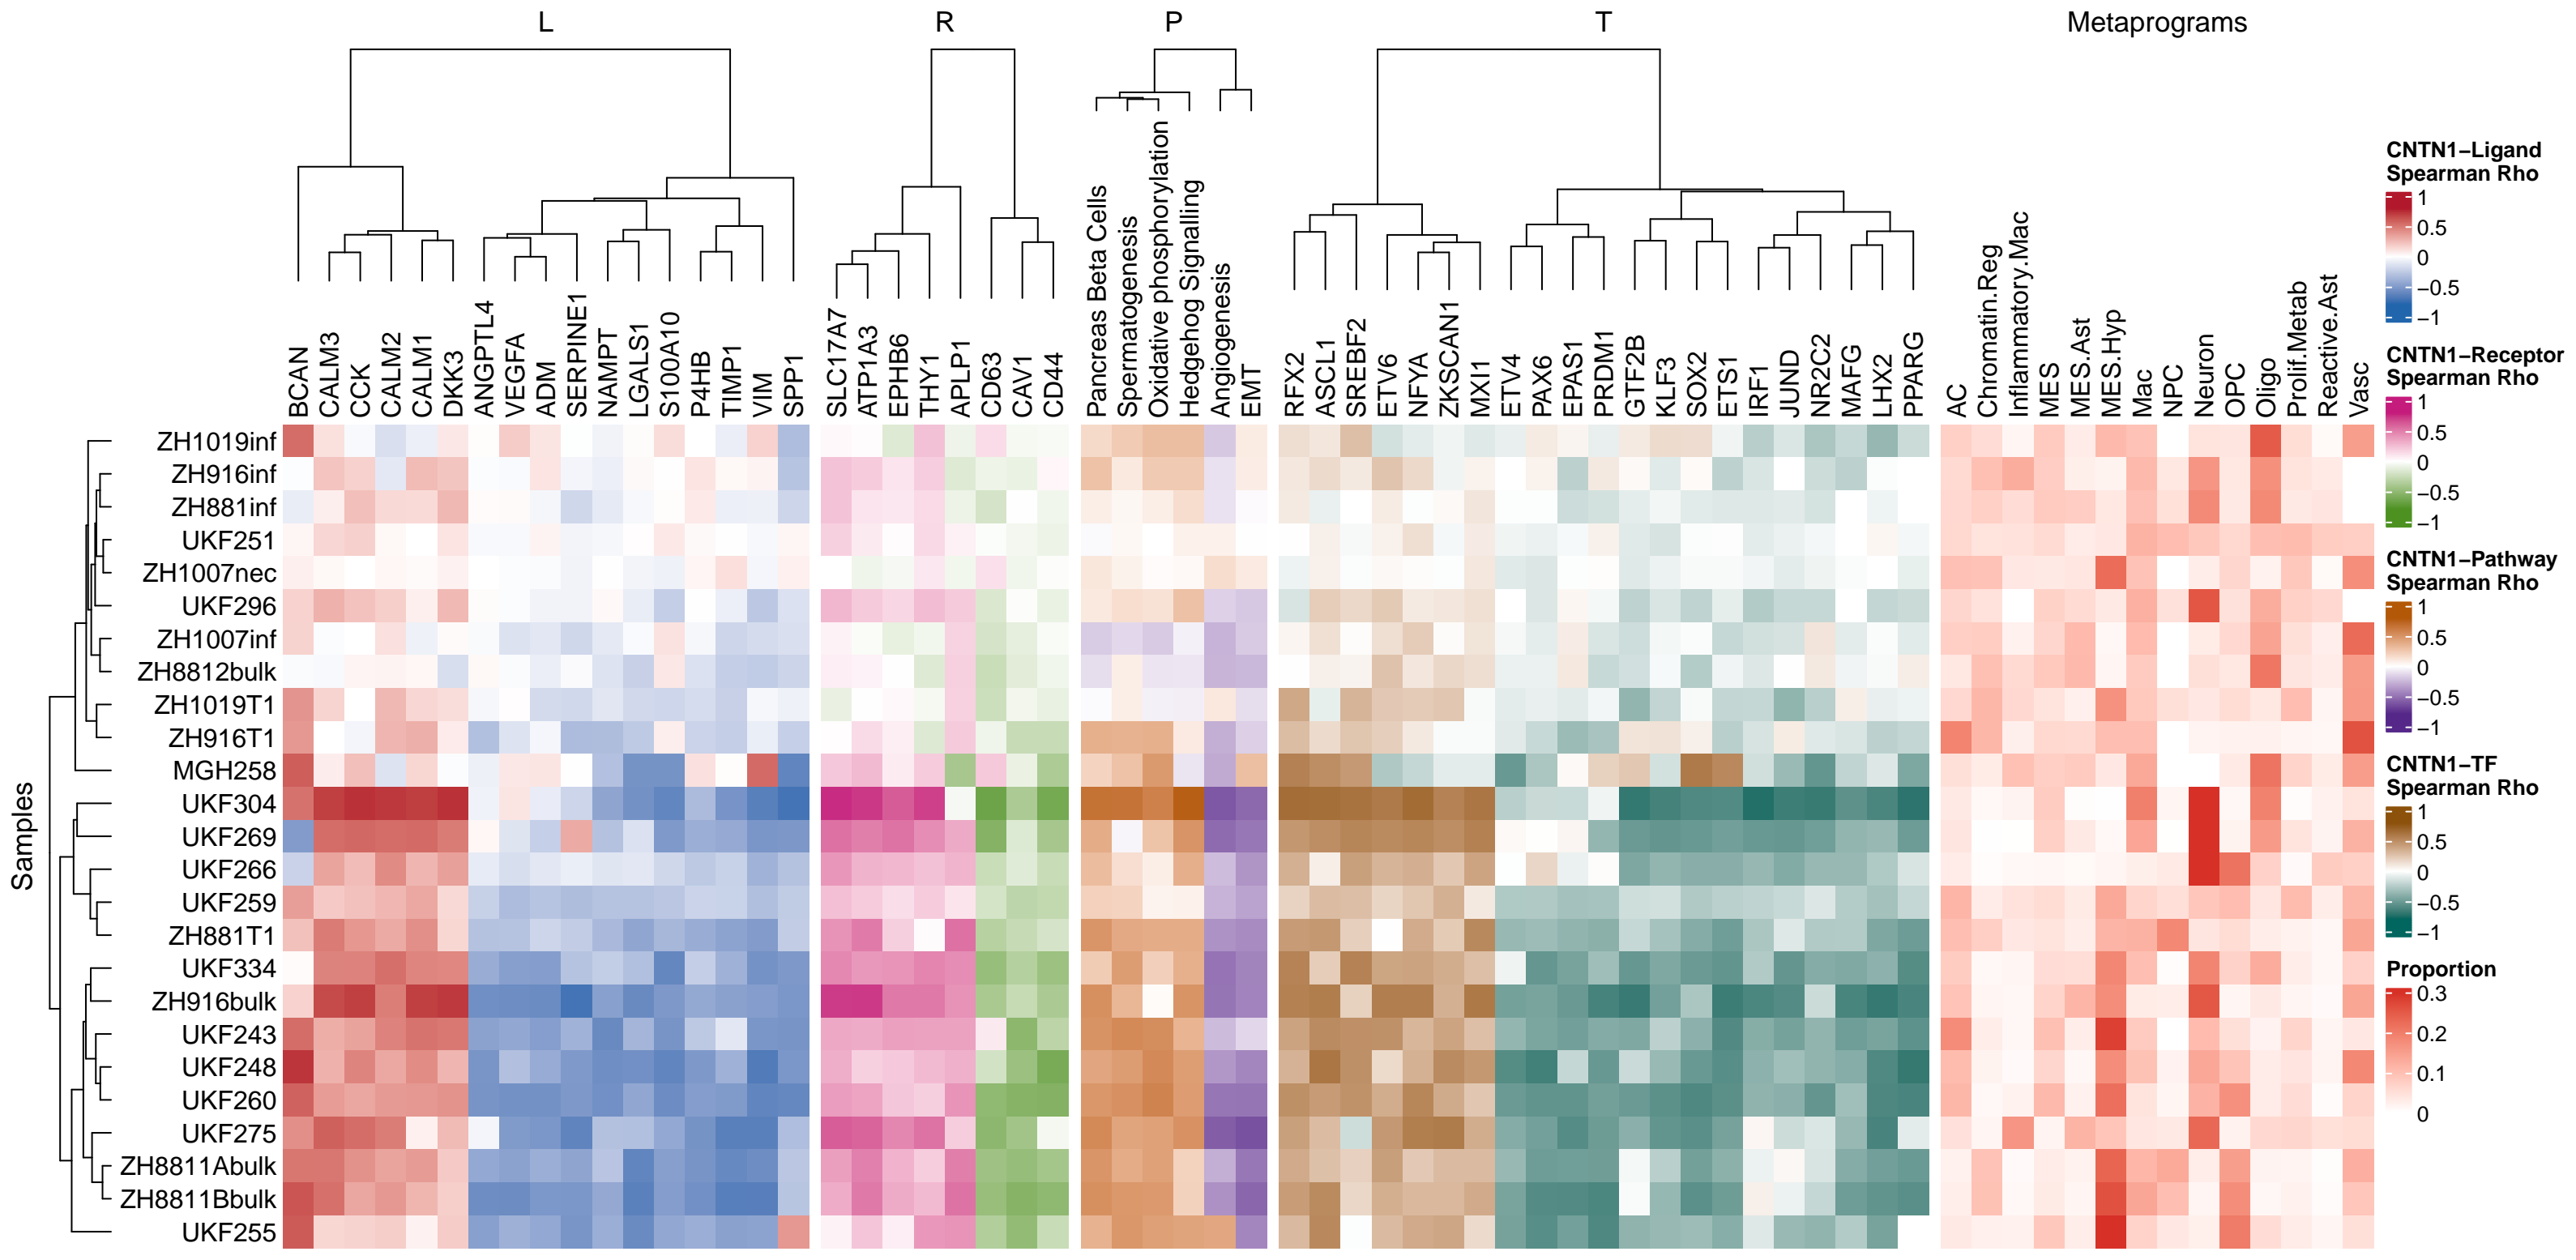 L
R
P
T
Metaprograms
BCAN
CALM3
CCK
CALM2
CALM1
DKK3
ANGPTL4
VEGFA
ADM
SERPINE1
NAMPT
LGALS1
S100A10
P4HB
TIMP1
VIM
SPP1
SLC17A7
ATP1A3
EPHB6
THY1
APLP1
CD63
CAV1
CD44
Pancreas Beta Cells
Spermatogenesis
Oxidative phosphorylation
Hedgehog Signalling
Angiogenesis
EMT
RFX2
ASCL1
SREBF2
ETV6
NFYA
ZKSCAN1
MXI1
ETV4
PAX6
EPAS1
PRDM1
GTF2B
KLF3
SOX2
ETS1
IRF1
JUND
NR2C2
MAFG
LHX2
PPARG
AC
Chromatin.Reg
Inflammatory.Mac
MES
MES.Ast
MES.Hyp
Mac
NPC
Neuron
OPC
Oligo
Prolif.Metab
Reactive.Ast
Vasc
Samples
ZH1019inf
ZH916inf
ZH881inf
UKF251
ZH1007nec
UKF296
ZH1007inf
ZH8812bulk
ZH1019T1
ZH916T1
MGH258
UKF304
UKF269
UKF266
UKF259
ZH881T1
UKF334
ZH916bulk
UKF243
UKF248
UKF260
UKF275
ZH8811Abulk
ZH8811Bbulk
UKF255
CNTN1−Ligand
Spearman Rho
1
0.5
0
−0.5
−1
CNTN1−Receptor
Spearman Rho
1
0.5
0
−0.5
−1
CNTN1−Pathway
Spearman Rho
1
0.5
0
−0.5
−1
CNTN1−TF
Spearman Rho
1
0.5
0
−0.5
−1
Proportion
0.3
0.2
0.1
0